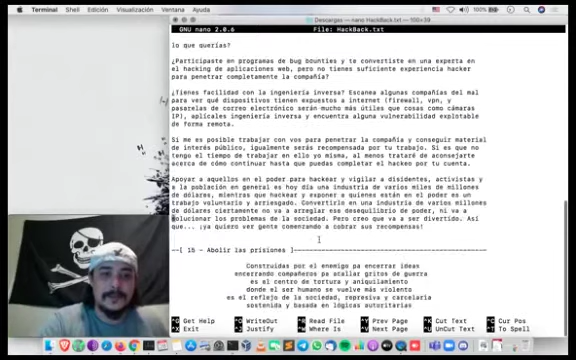 Terminal Shell Edición Visualización Ventana Ayuda
100%
Descargas — nano HackBack.txt — 100×39
GNU nano 2.0.6 File: HackBack.txt
lo que querías?
¿Participaste en programas de bug bounties y te convertiste en una experta en
el hacking de aplicaciones web, pero no tienes suficiente experiencia hacker
para penetrar completamente la compañía?
¿Tienes facilidad con la ingeniería inversa? Escanea algunas compañías del mal
para ver qué dispositivos tienen expuestos a internet (firewall, vpn, y
pasarelas de correo electrónico serán mucho más útiles que cosas como cámaras
IP), aplícales ingeniería inversa y encuentra alguna vulnerabilidad explotable
de forma remota.
Si me es posible trabajar con vos para penetrar la compañía y conseguir material
de interés público, igualmente serás recompensada por tu trabajo. Si es que no
tengo el tiempo de trabajar en ello yo misma, al menos trataré de aconsejarte
acerca de cómo continuar hasta que puedas completar el hackeo por tu cuenta.
Apoyar a aquellos en el poder para hackear y vigilar a disidentes, activistas y
a la población en general es hoy día una industria de varios miles de millones
de dólares, mientras que hackear y exponer a quienes están en el poder es un
trabajo voluntario y arriesgado. Convertirlo en una industria de varios millones
de dólares ciertamente no va a arreglar ese desequilibrio de poder, ni va a
solucionar los problemas de la sociedad. Pero creo que va a ser divertido. Así
que... ¡ya quiero ver gente comenzando a cobrar sus recompensas!
--[ 15 - Abolir las prisiones ]------------------------------------------------
Construidas por el enemigo pa encerrar ideas
encerrando compañeros pa acallar gritos de guerra
es el centro de tortura y aniquilamiento
donde el ser humano se vuelve más violento
es el reflejo de la sociedad, represiva y carcelaria
sostenida y basada en lógicas autoritarias
^G Get Help ^O WriteOut ^R Read File ^Y Prev Page ^K Cut Text ^C Cur Pos
^X Exit ^J Justify ^W Where Is ^V Next Page ^U UnCut Text ^T To Spell